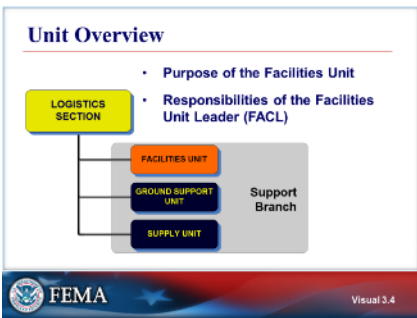 Unit Overview
• Purpose of the Facilities Unit
• Responsibilities of the Facilities
Unit Leader (FACL)
LOGISTICS
SECTION
FACILITIES UNIT
GROUND SUPPORT
UNIT
SUPPLY UNIT
Support
Branch
FEMA
Visual 3.4